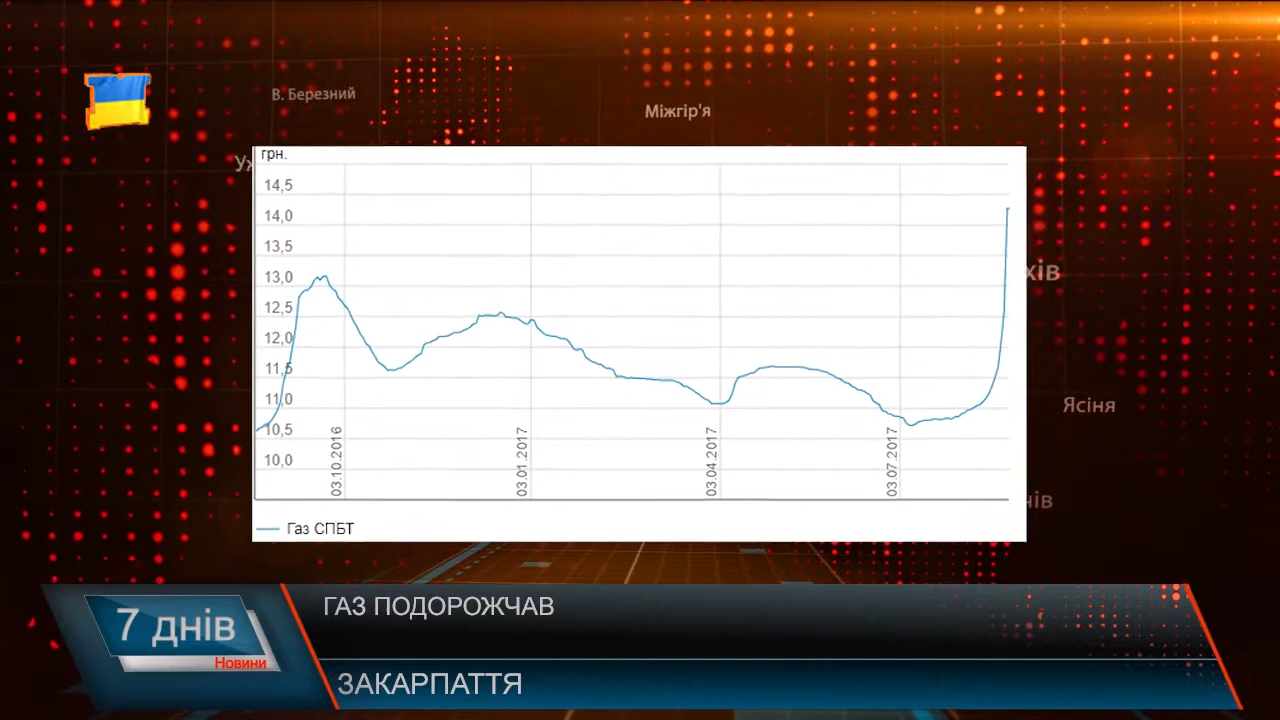 В. Березний
Міжгір'я
Уж
грн.
14,5
14,0
13,5
13,0
12,5
12,0
11,5
11,0
10,5
10,0
03.10.2016
03.01.2017
03.04.2017
03.07.2017
Газ СПБТ
хів
Ясіня
чів
7 днів
Новини
ГАЗ ПОДОРОЖЧАВ
ЗАКАРПАТТЯ